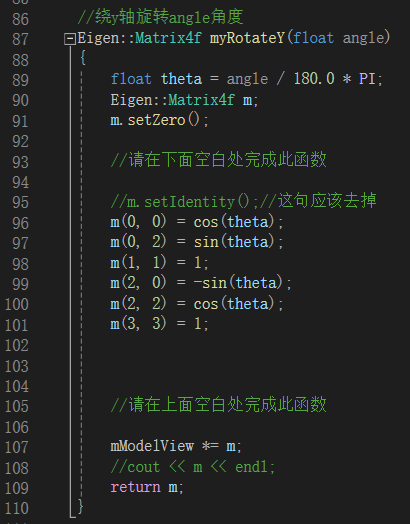 86 //绕y轴旋转angle角度
87 Eigen::Matrix4f myRotateY(float angle)
88 {
89 float theta = angle / 180.0 * PI;
90 Eigen::Matrix4f m;
91 m.setZero();
92
93 //请在下面空白处完成此函数
94
95 //m.setIdentity();//这句应该去掉
96 m(0, 0) = cos(theta);
97 m(0, 2) = sin(theta);
98 m(1, 1) = 1;
99 m(2, 0) = -sin(theta);
100 m(2, 2) = cos(theta);
101 m(3, 3) = 1;
102
103
104
105 //请在上面空白处完成此函数
106
107 mModelView *= m;
108 //cout << m << endl;
109 return m;
110 }